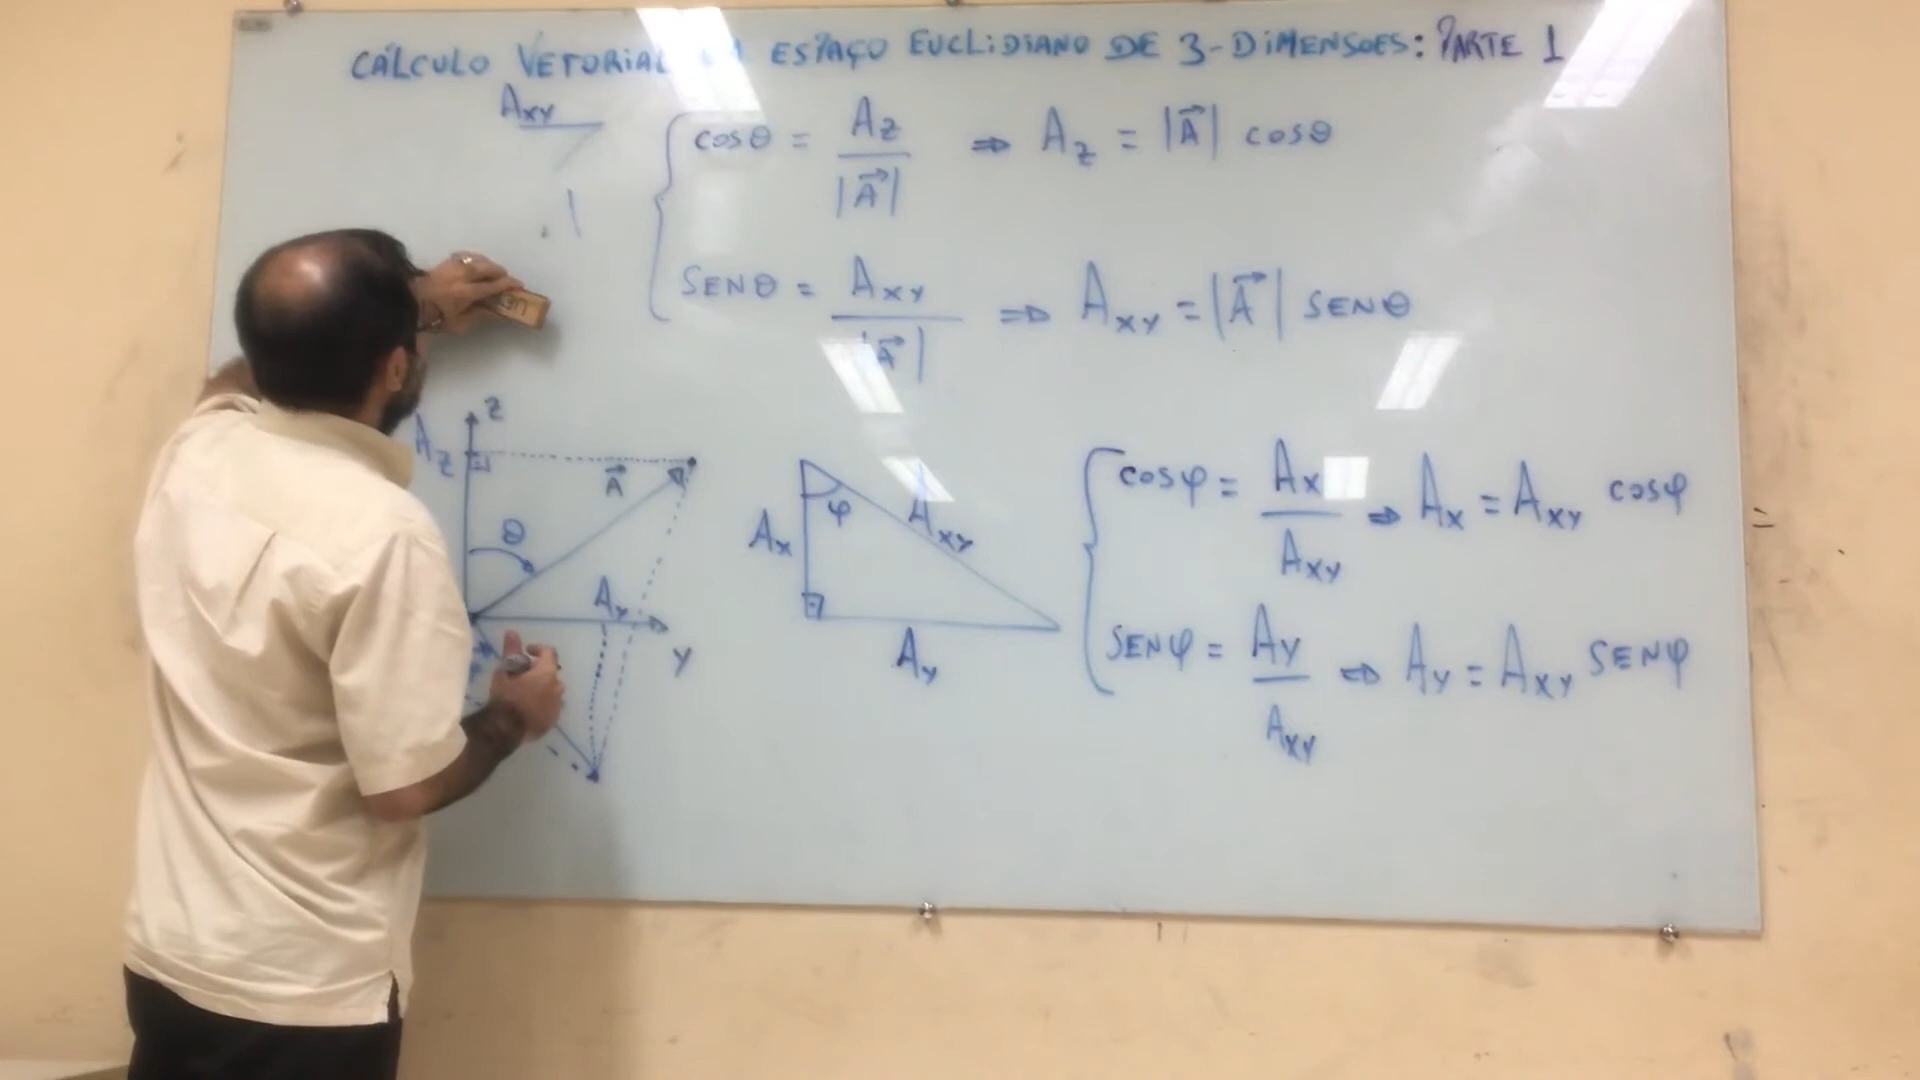 CÁLCULO VETORIAL ESPAÇO EUCLIDIANO DE 3-DIMENSOES: PARTE 1
Axy
cosθ = Az / |A⃗| ⇒ Az = |A⃗| cosθ
SENθ = Axy / |A⃗| ⇒ Axy = |A⃗| SENθ
z
Az
A⃗
θ
Ay
y
φ
Ax
Axy
Ay
cosφ = Ax / Axy ⇒ Ax = Axy cosφ
SENφ = Ay / Axy ⇒ Ay = Axy SENφ